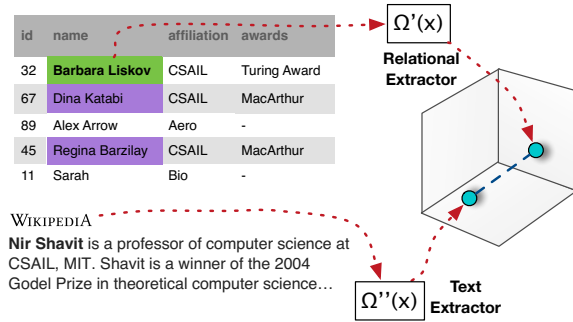 id name affiliation awards
32 Barbara Liskov CSAIL Turing Award
67 Dina Katabi CSAIL MacArthur
89 Alex Arrow Aero -
45 Regina Barzilay CSAIL MacArthur
11 Sarah Bio -
Ω'(x)
Relational
Extractor
WIKIPEDIA
Nir Shavit is a professor of computer science at
CSAIL, MIT. Shavit is a winner of the 2004
Godel Prize in theoretical computer science…
Ω''(x)
Text
Extractor